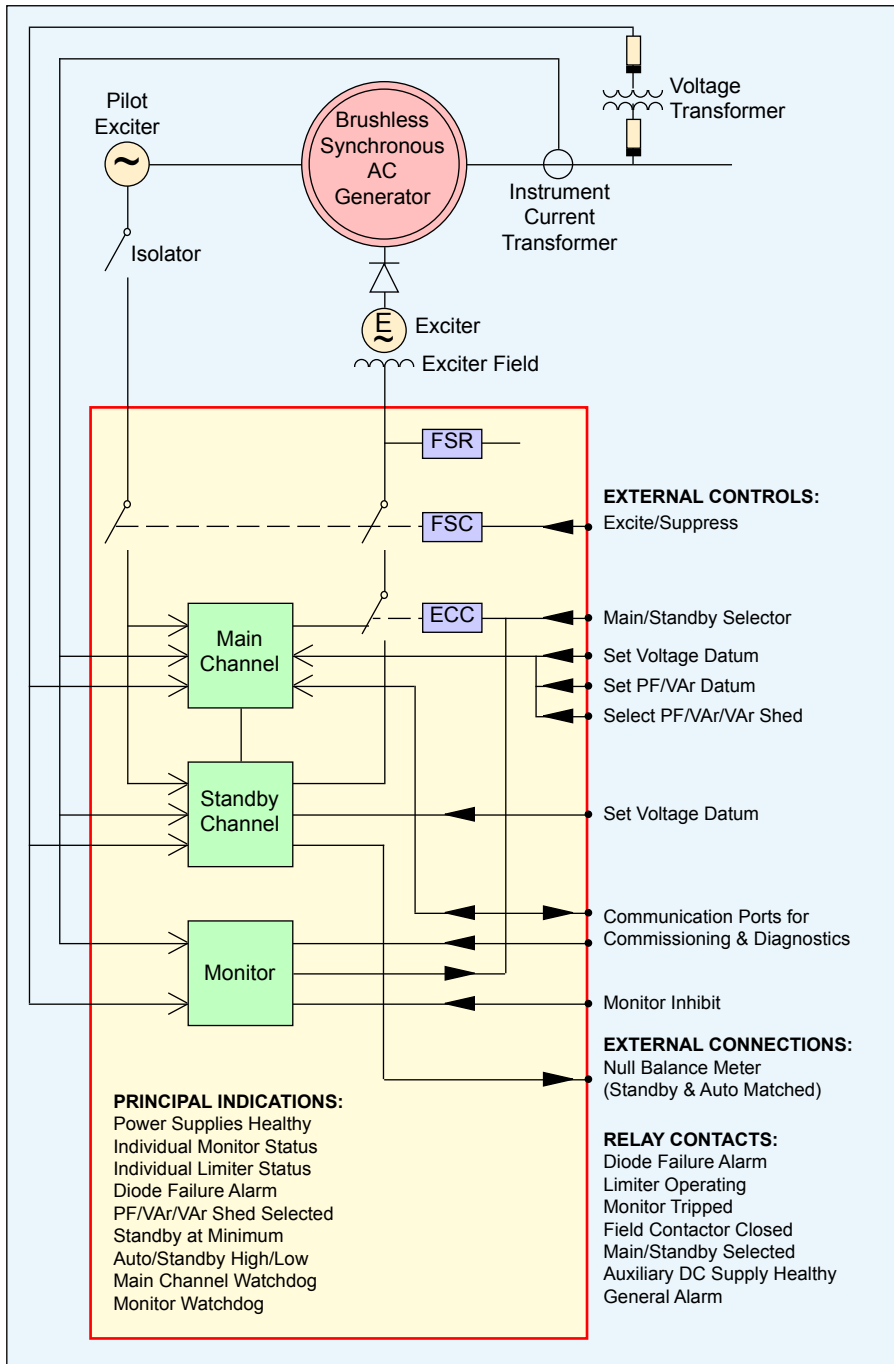 Pilot
Exciter
~
Brushless
Synchronous
AC
Generator
Voltage
Transformer
Instrument
Current
Transformer
Isolator
E
~
Exciter
Exciter Field
FSR
EXTERNAL CONTROLS:
FSC
Excite/Suppress
ECC
Main/Standby Selector
Main
Channel
Set Voltage Datum
Set PF/VAr Datum
Select PF/VAr/VAr Shed
Standby
Channel
Set Voltage Datum
Communication Ports for
Commissioning & Diagnostics
Monitor
Monitor Inhibit
EXTERNAL CONNECTIONS:
Null Balance Meter
(Standby & Auto Matched)
PRINCIPAL INDICATIONS:
Power Supplies Healthy
Individual Monitor Status
Individual Limiter Status
Diode Failure Alarm
PF/VAr/VAr Shed Selected
Standby at Minimum
Auto/Standby High/Low
Main Channel Watchdog
Monitor Watchdog
RELAY CONTACTS:
Diode Failure Alarm
Limiter Operating
Monitor Tripped
Field Contactor Closed
Main/Standby Selected
Auxiliary DC Supply Healthy
General Alarm